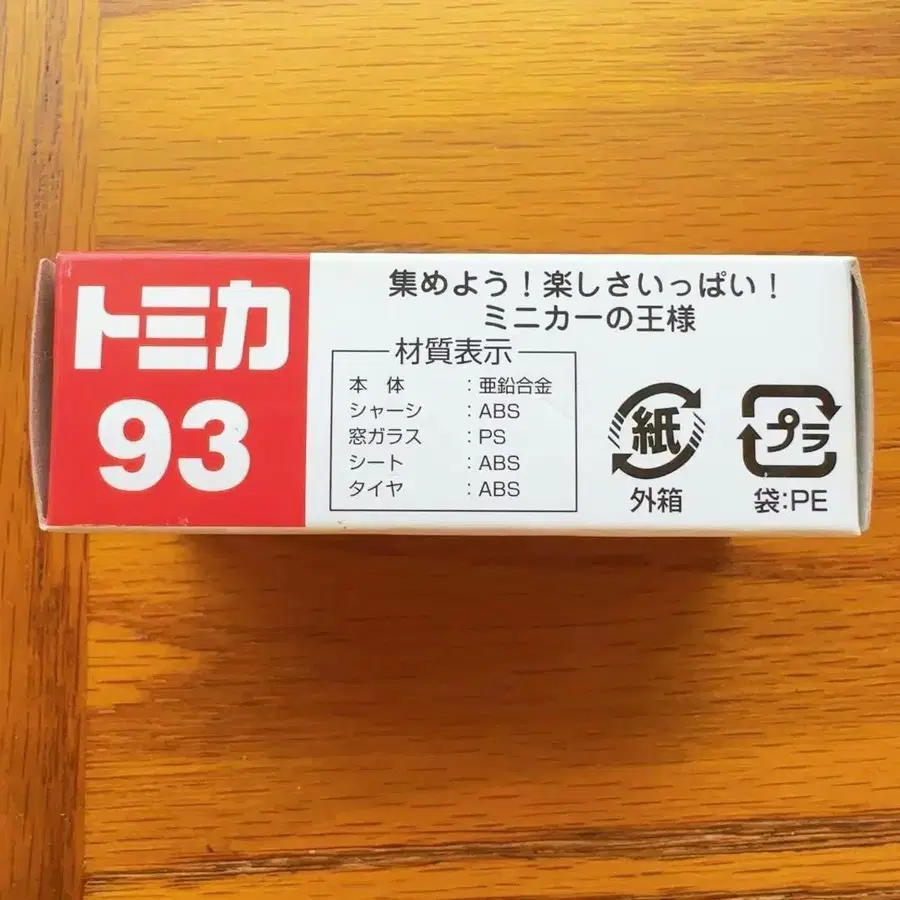 トミカ
93
集めよう!楽しさいっぱい!
ミニカーの王様
材質表示
本 体 :亜鉛合金
シャーシ :ABS
窓ガラス :PS
シート :ABS
タイヤ :ABS
紙
外箱
プラ
袋:PE